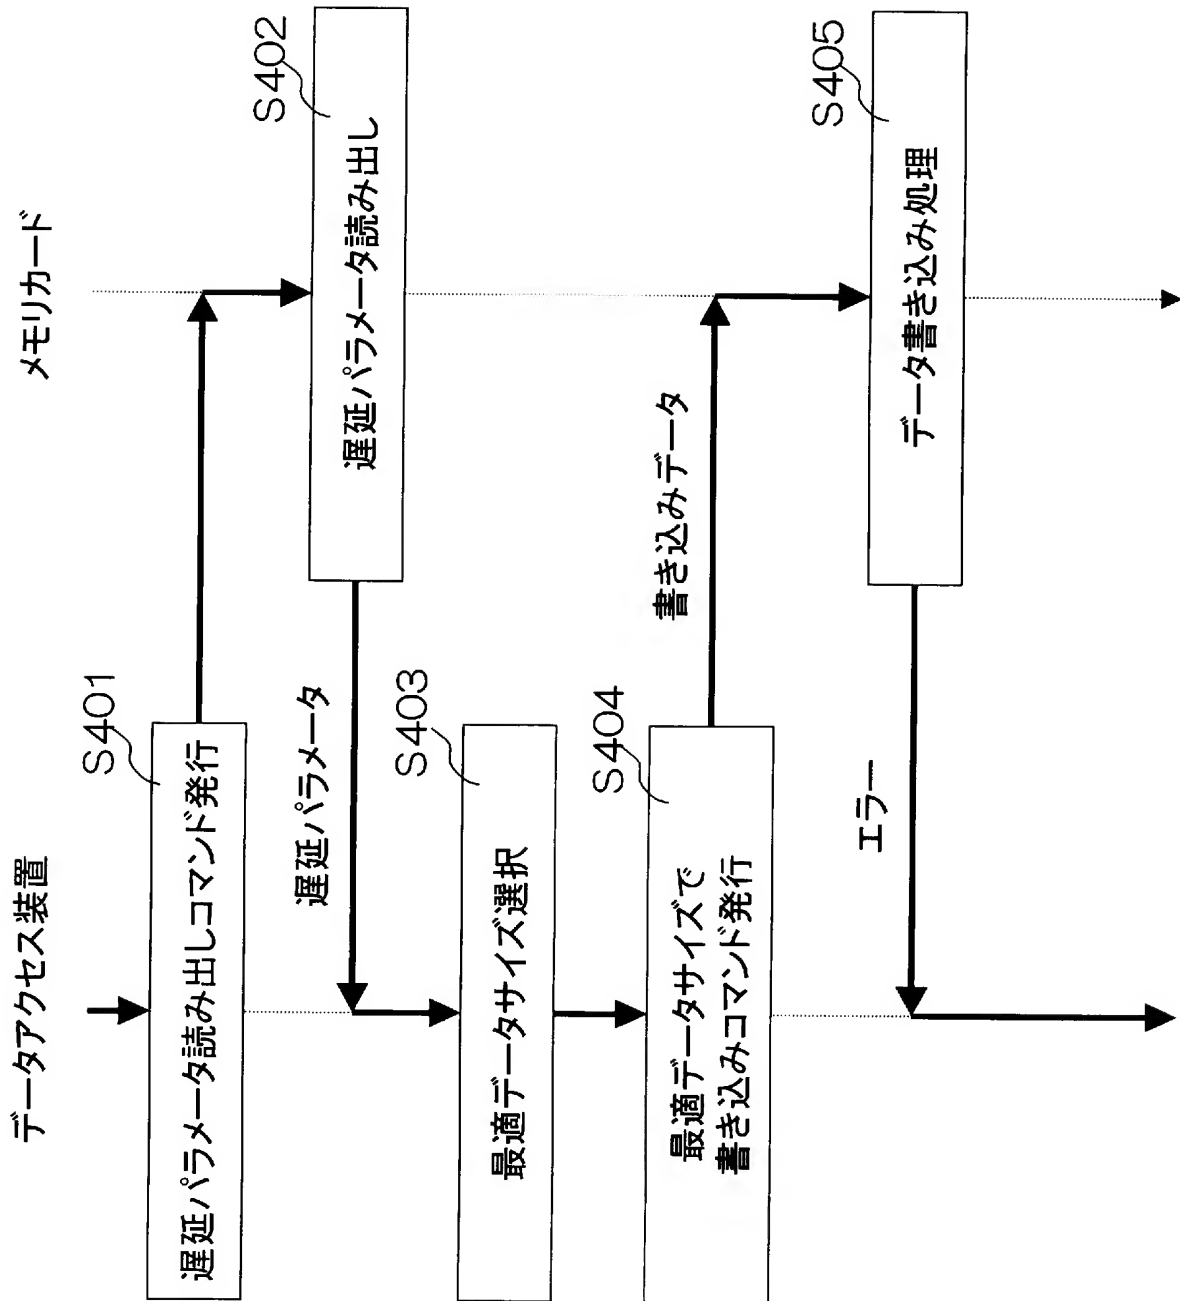 データアクセス装置
メモリカード
S401
遅延パラメータ読み出しコマンド発行
S402
遅延パラメータ読み出し
遅延パラメータ
S403
最適データサイズ選択
S404
最適データサイズで
書き込みコマンド発行
書き込みデータ
S405
データ書き込み処理
エラー